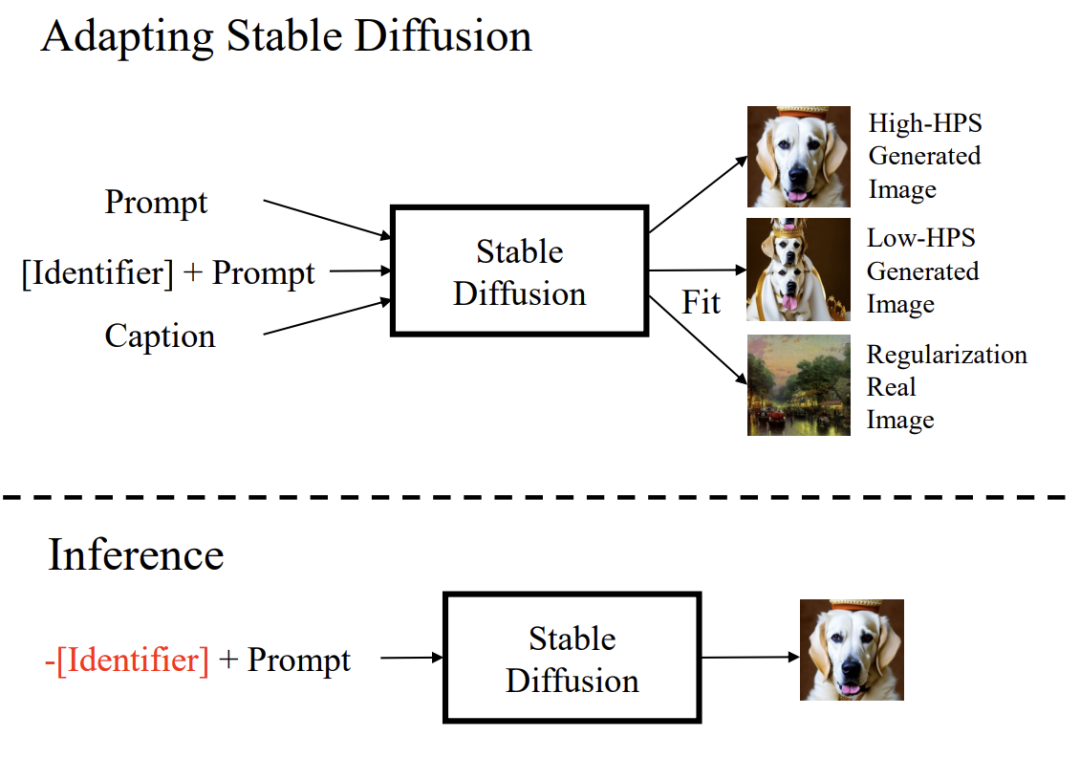 Adapting Stable Diffusion
Prompt
[Identifier] + Prompt
Caption
Stable
Diffusion
Fit
High-HPS
Generated
Image
Low-HPS
Generated
Image
Regularization
Real
Image
Inference
-[Identifier] + Prompt
Stable
Diffusion